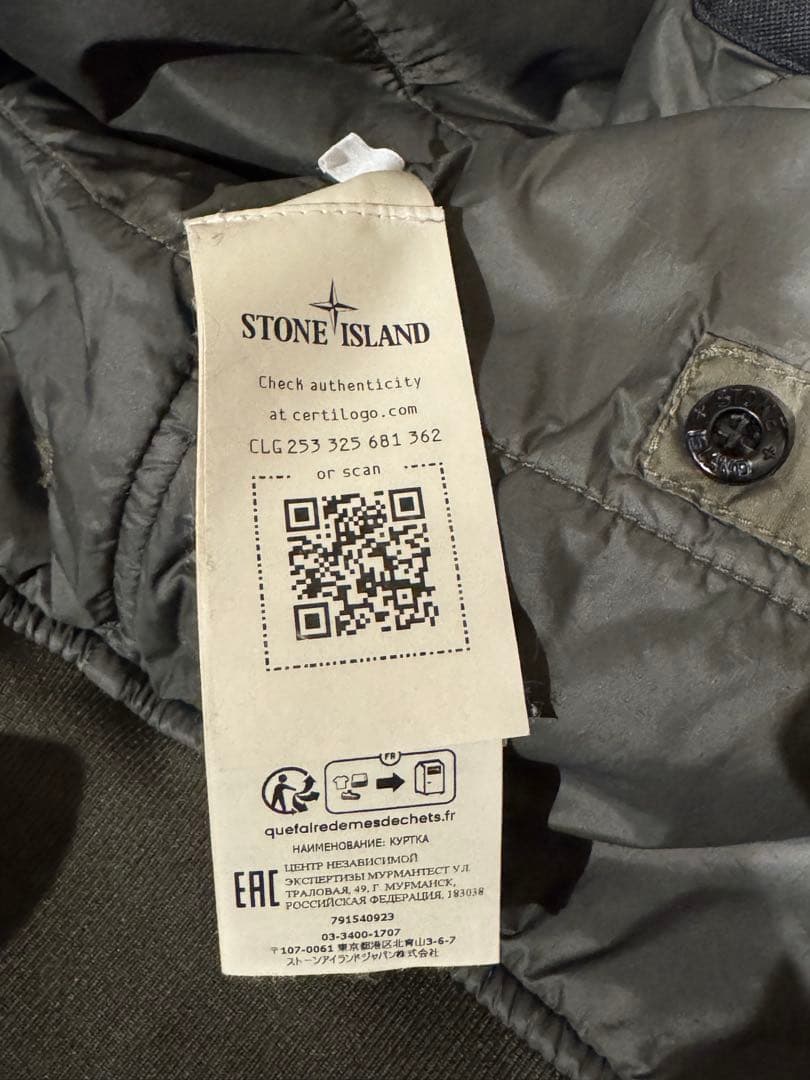 STONE ISLAND
Check authenticity
at certilogo.com
CLG 253 325 681 362
or scan
FR
quefairedemesdechets.fr
НАИМЕНОВАНИЕ: КУРТКА
EAC
ЦЕНТР НЕЗАВИСИМОЙ
ЭКСПЕРТИЗЫ МУРМАНТЕСТ УЛ.
ТРАЛОВАЯ, 49, Г. МУРМАНСК,
РОССИЙСКАЯ ФЕДЕРАЦИЯ, 183038
791540923
03-3400-1707
〒107-0061 東京都港区北青山3-6-7
ストーンアイランドジャパン株式会社
STONE
ISLAND